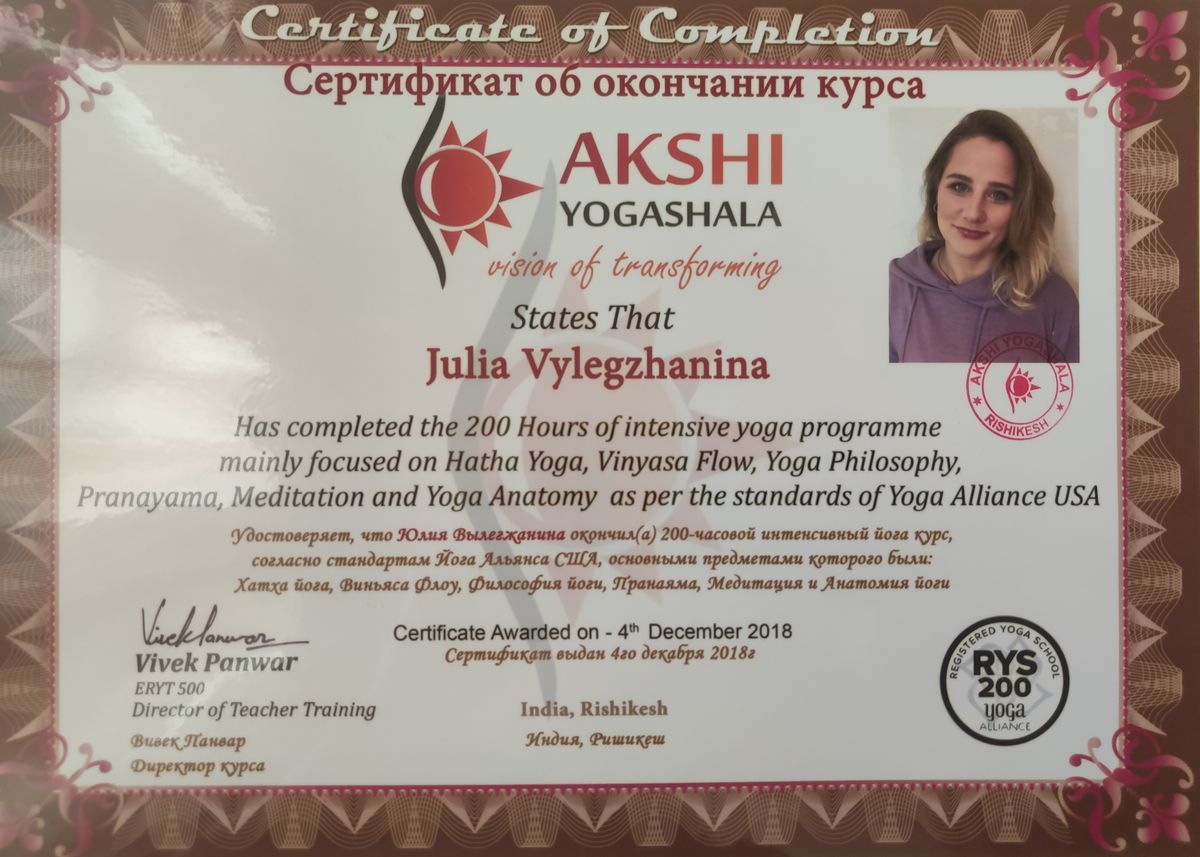 Certificate of Completion
Сертификат об окончании курса
AKSHI
YOGASHALA
vision of transforming
States That
Julia Vylegzhanina
AKSHI YOGASHALA
RISHIKESH
Has completed the 200 Hours of intensive yoga programme
mainly focused on Hatha Yoga, Vinyasa Flow, Yoga Philosophy,
Pranayama, Meditation and Yoga Anatomy as per the standards of Yoga Alliance USA
Удостоверяет, что Юлия Вылегжанина окончил(а) 200-часовой интенсивный йога курс,
согласно стандартам Йога Альянса США, основными предметами которого были:
Хатха йога, Виньяса Флоу, Философия йоги, Пранаяма, Медитация и Анатомия йоги
Vivek Panwar
Vivek Panwar
ERYT 500
Director of Teacher Training
Вивек Панвар
Директор курса
Certificate Awarded on - 4th December 2018
Сертификат выдан 4го декабря 2018г
India, Rishikesh
Индия, Ришикеш
REGISTERED YOGA SCHOOL
RYS
200
yoga
ALLIANCE